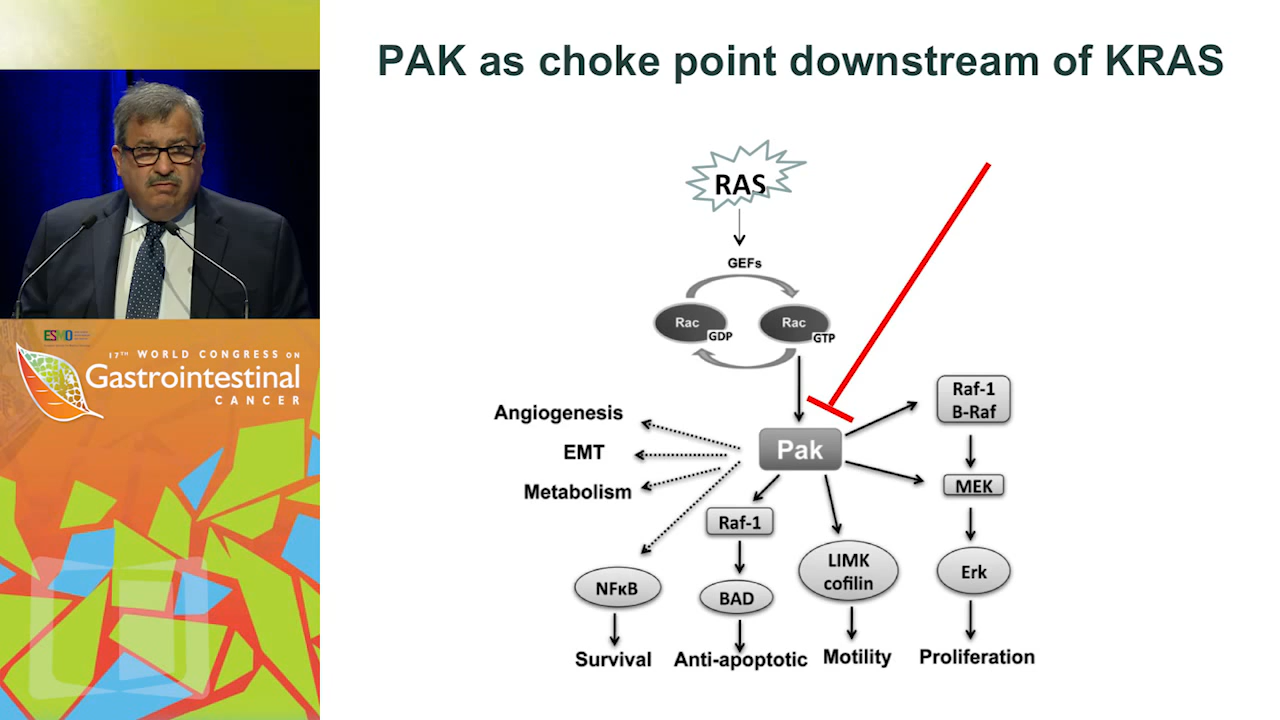 PAK as choke point downstream of KRAS
RAS
GEFs
Rac
GDP
Rac
GTP
Raf-1
B-Raf
Angiogenesis
EMT
Metabolism
Pak
MEK
Raf-1
LIMK
cofilin
Erk
NFκB
BAD
Survival
Anti-apoptotic
Motility
Proliferation
ESMO
17TH WORLD CONGRESS ON
Gastrointestinal
CANCER